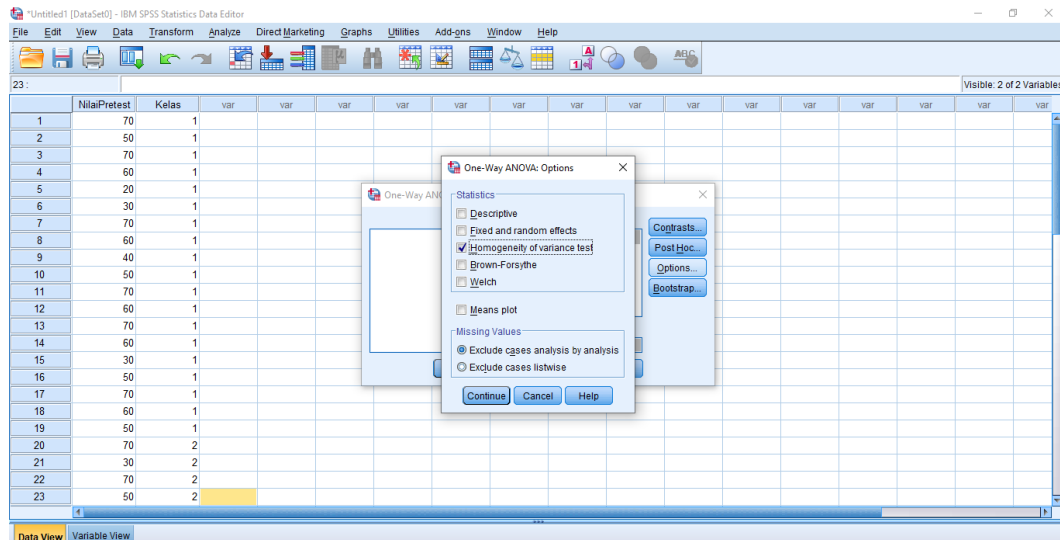 *Untitled1 [DataSet0] - IBM SPSS Statistics Data Editor
File Edit View Data Transform Analyze Direct Marketing Graphs Utilities Add-ons Window Help
23 :
Visible: 2 of 2 Variables
NilaiPretest Kelas var var var var var var var var var var var var var var
1 70 1
2 50 1
3 70 1
4 60 1
5 20 1
6 30 1
7 70 1
8 60 1
9 40 1
10 50 1
11 70 1
12 60 1
13 70 1
14 60 1
15 30 1
16 50 1
17 70 1
18 60 1
19 50 1
20 70 2
21 30 2
22 70 2
23 50 2
One-Way
Contrasts...
Post Hoc...
Options...
Bootstrap...
One-Way ANOVA: Options
Statistics
Descriptive
Fixed and random effects
Homogeneity of variance test
Brown-Forsythe
Welch
Means plot
Missing Values
Exclude cases analysis by analysis
Exclude cases listwise
Continue Cancel Help
Data View Variable View